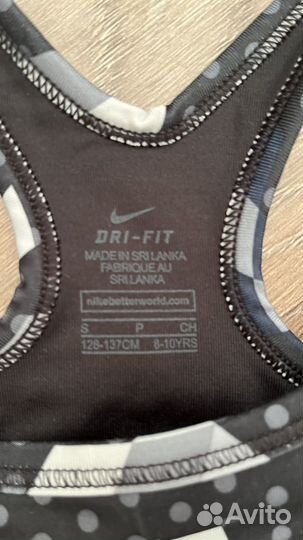 DRI-FIT
MADE IN SRI LANKA
FABRIQUE AU
SRI LANKA
nikebetterworld.com
S P CH
128-137CM 8-10YRS
Avito